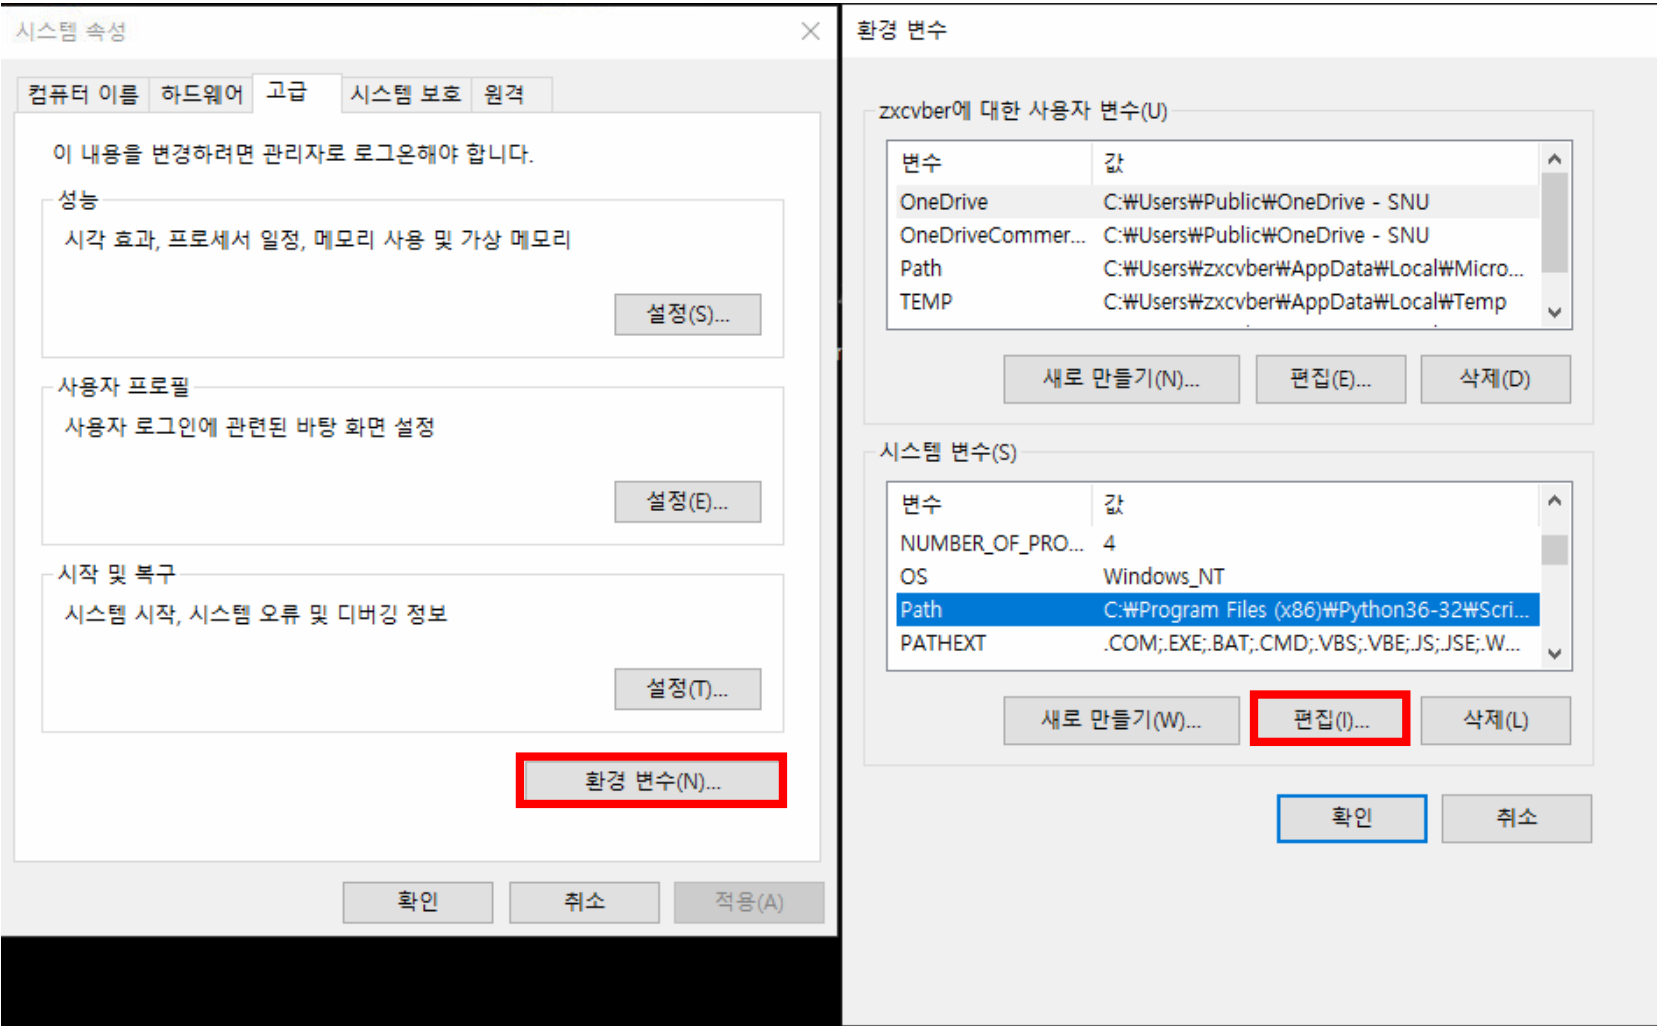 시스템 속성
컴퓨터 이름 하드웨어 고급 시스템 보호 원격
이 내용을 변경하려면 관리자로 로그온해야 합니다.
성능
시각 효과, 프로세서 일정, 메모리 사용 및 가상 메모리
설정(S)...
사용자 프로필
사용자 로그인에 관련된 바탕 화면 설정
설정(E)...
시작 및 복구
시스템 시작, 시스템 오류 및 디버깅 정보
설정(T)...
환경 변수(N)...
확인 취소 적용(A)
환경 변수
zxcvber에 대한 사용자 변수(U)
변수 값
OneDrive C:₩Users₩Public₩OneDrive - SNU
OneDriveCommer... C:₩Users₩Public₩OneDrive - SNU
Path C:₩Users₩zxcvber₩AppData₩Local₩Micro...
TEMP C:₩Users₩zxcvber₩AppData₩Local₩Temp
새로 만들기(N)... 편집(E)... 삭제(D)
시스템 변수(S)
변수 값
NUMBER_OF_PRO... 4
OS Windows_NT
Path C:₩Program Files (x86)₩Python36-32₩Scri...
PATHEXT .COM;.EXE;.BAT;.CMD;.VBS;.VBE;.JS;.JSE;.W...
새로 만들기(W)... 편집(I)... 삭제(L)
확인 취소